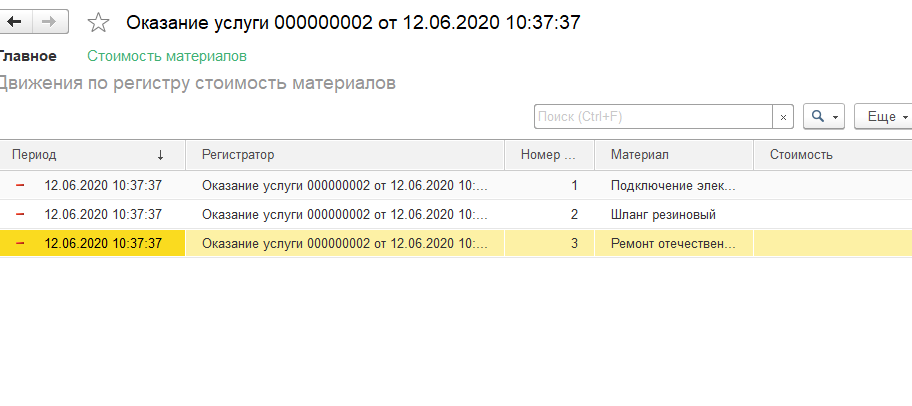 Оказание услуги 000000002 от 12.06.2020 10:37:37
Главное Стоимость материалов
Движения по регистру стоимость материалов
Поиск (Ctrl+F) × Еще
Период ↓ Регистратор Номер ... Материал Стоимость
12.06.2020 10:37:37 Оказание услуги 000000002 от 12.06.2020 10:... 1 Подключение элек...
12.06.2020 10:37:37 Оказание услуги 000000002 от 12.06.2020 10:... 2 Шланг резиновый
12.06.2020 10:37:37 Оказание услуги 000000002 от 12.06.2020 10:... 3 Ремонт отечествен...